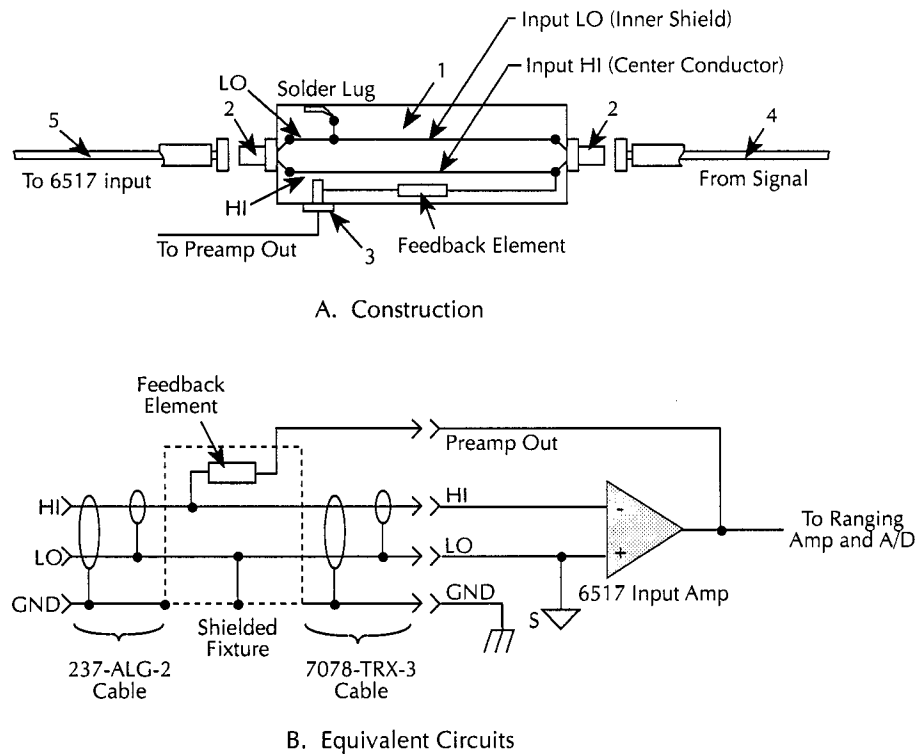 Input LO (Inner Shield)
Input HI (Center Conductor)
LO
Solder Lug
1
2
2
5
4
To 6517 input
From Signal
HI
To Preamp Out
3
Feedback Element
A. Construction
Feedback
Element
Preamp Out
HI
HI
LO
LO
To Ranging
Amp and A/D
-
+
6517 Input Amp
GND
GND
S
Shielded
Fixture
237-ALG-2
Cable
7078-TRX-3
Cable
B. Equivalent Circuits